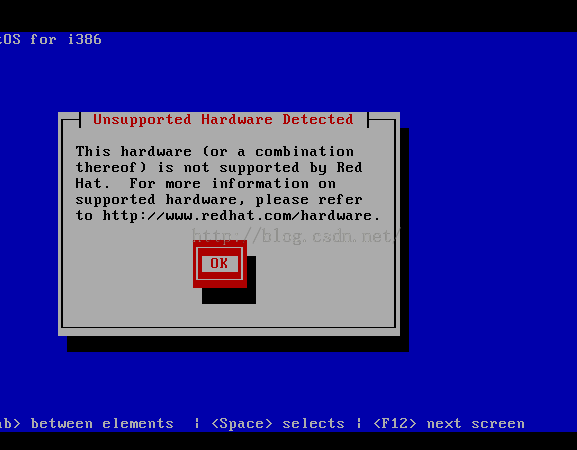 tOS for i386
Unsupported Hardware Detected
This hardware (or a combination
thereof) is not supported by Red
Hat.  For more information on
supported hardware, please refer
to http://www.redhat.com/hardware.
http://blog.csdn.net/
OK
ab> between elements  | <Space> selects | <F12> next screen